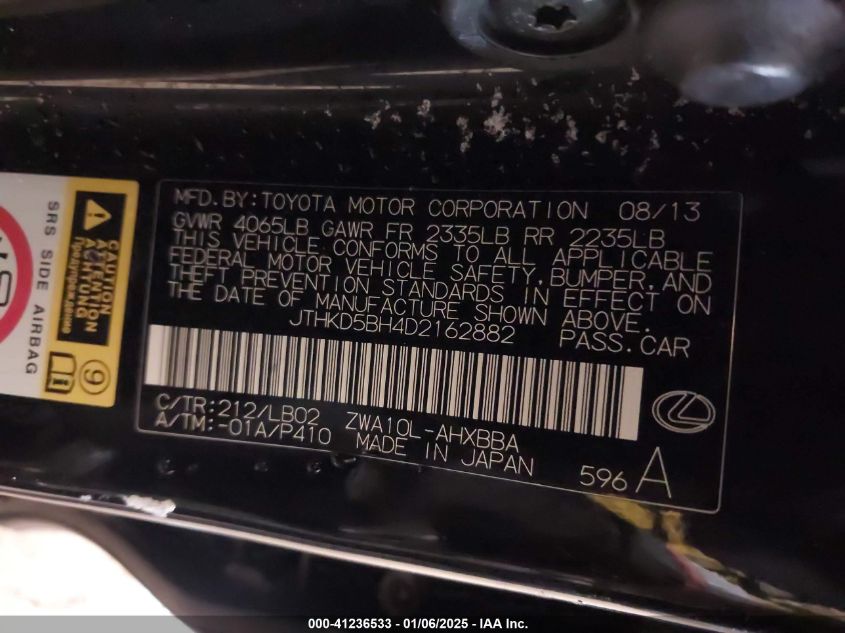 MFD.BY:TOYOTA MOTOR CORPORATION 08/13
GVWR 4065LB GAWR FR 2335LB RR 2235LB
THIS VEHICLE CONFORMS TO ALL APPLICABLE
FEDERAL MOTOR VEHICLE SAFETY,BUMPER,AND
THEFT PREVENTION STANDARDS IN EFFECT ON
THE DATE OF MANUFACTURE SHOWN ABOVE.
JTHKD5BH4D2162882 PASS.CAR
C/TR:212/LB02 ZWA10L-AHXBBA
A/TM:-01A/P410 MADE IN JAPAN
596 A
SRS SIDE AIRBAG
CAUTION
ATTENTION
ACHTUNG
9
000-41236533 - 01/06/2025 - IAA Inc.